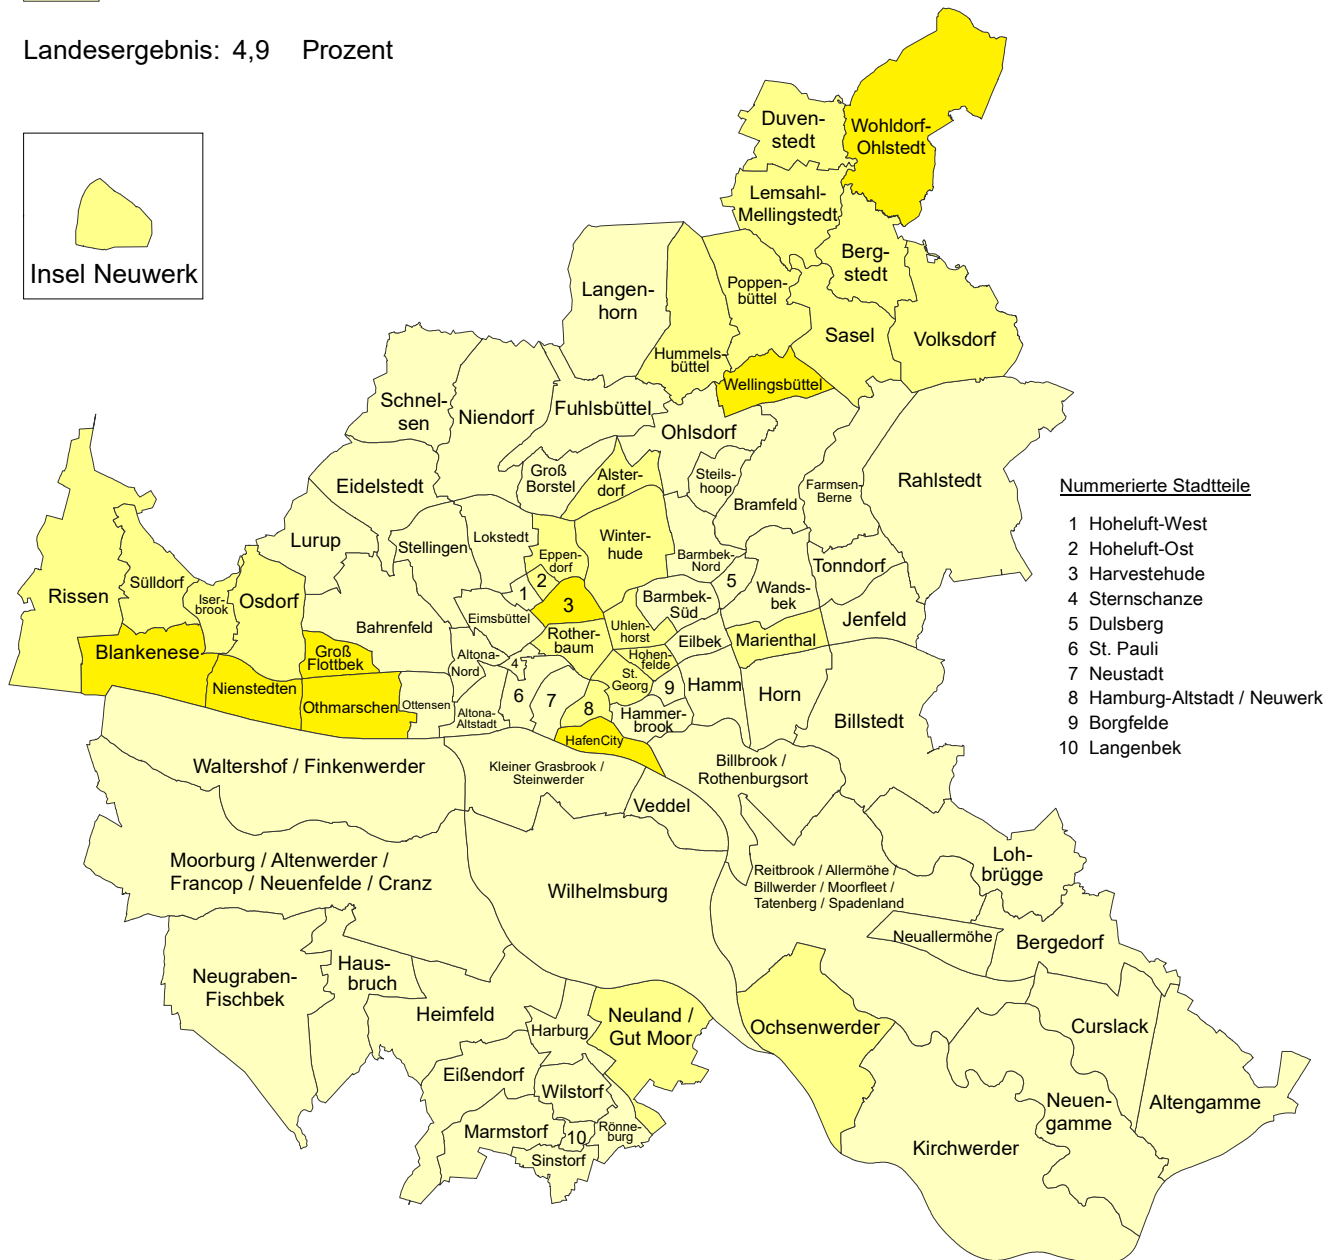 Landesergebnis: 4,9 Prozent
Insel Neuwerk
Duven-
stedt
Wohldorf-
Ohlstedt
Lemsahl-
Mellingstedt
Berg-
stedt
Langen-
horn
Poppen-
büttel
Hummels-
büttel
Sasel
Volksdorf
Wellingsbüttel
Schnel-
sen
Niendorf
Fuhlsbüttel
Ohlsdorf
Groß
Borstel
Alster-
dorf
Steils-
hoop
Bramfeld
Farmsen-
Berne
Rahlstedt
Eidelstedt
Lurup
Stellingen
Lokstedt
Eppen-
dorf
Winter-
hude
Barmbek-
Nord
5
Wands-
bek
Tonndorf
Jenfeld
Rissen
Sülldorf
Iser-
brook
Osdorf
Bahrenfeld
Eimsbüttel
1
2
3
Barmbek-
Süd
Uhlen-
horst
Eilbek
Marienthal
Blankenese
Groß
Flottbek
Nienstedten
Othmarschen
Ottensen
Altona-
Nord
4
Rother-
baum
Hohen-
felde
St.
Georg
9
Hamm
Horn
Billstedt
Altona-
Altstadt
6
7
8
Hammer-
brook
HafenCity
Nummerierte Stadtteile
1 Hoheluft-West
2 Hoheluft-Ost
3 Harvestehude
4 Sternschanze
5 Dulsberg
6 St. Pauli
7 Neustadt
8 Hamburg-Altstadt / Neuwerk
9 Borgfelde
10 Langenbek
Waltershof / Finkenwerder
Kleiner Grasbrook /
Steinwerder
Billbrook /
Rothenburgsort
Veddel
Moorburg / Altenwerder /
Francop / Neuenfelde / Cranz
Wilhelmsburg
Reitbrook / Allermöhe /
Billwerder / Moorfleet /
Tatenberg / Spadenland
Loh-
brügge
Neuallermöhe
Bergedorf
Neugraben-
Fischbek
Haus-
bruch
Heimfeld
Harburg
Neuland /
Gut Moor
Ochsenwerder
Curslack
Eißendorf
Wilstorf
Neuen-
gamme
Altengamme
Marmstorf
10
Rönne-
burg
Sinstorf
Kirchwerder